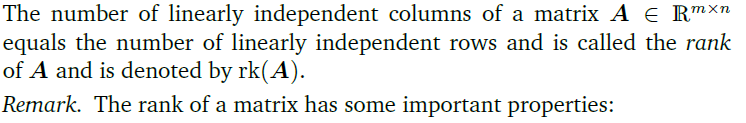 The number of linearly independent columns of a matrix A ∈ ℝᵐˣⁿ
equals the number of linearly independent rows and is called the rank
of A and is denoted by rk(A).
Remark. The rank of a matrix has some important properties: